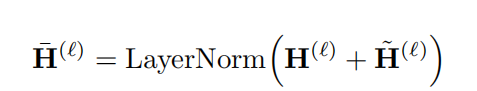 H̄^(ℓ) = LayerNorm(H^(ℓ) + H̃^(ℓ))